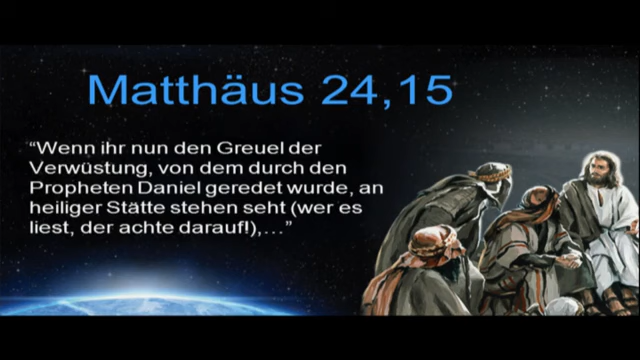 Matthäus 24,15
“Wenn ihr nun den Greuel der
Verwüstung, von dem durch den
Propheten Daniel geredet wurde, an
heiliger Stätte stehen seht (wer es
liest, der achte darauf!),…”